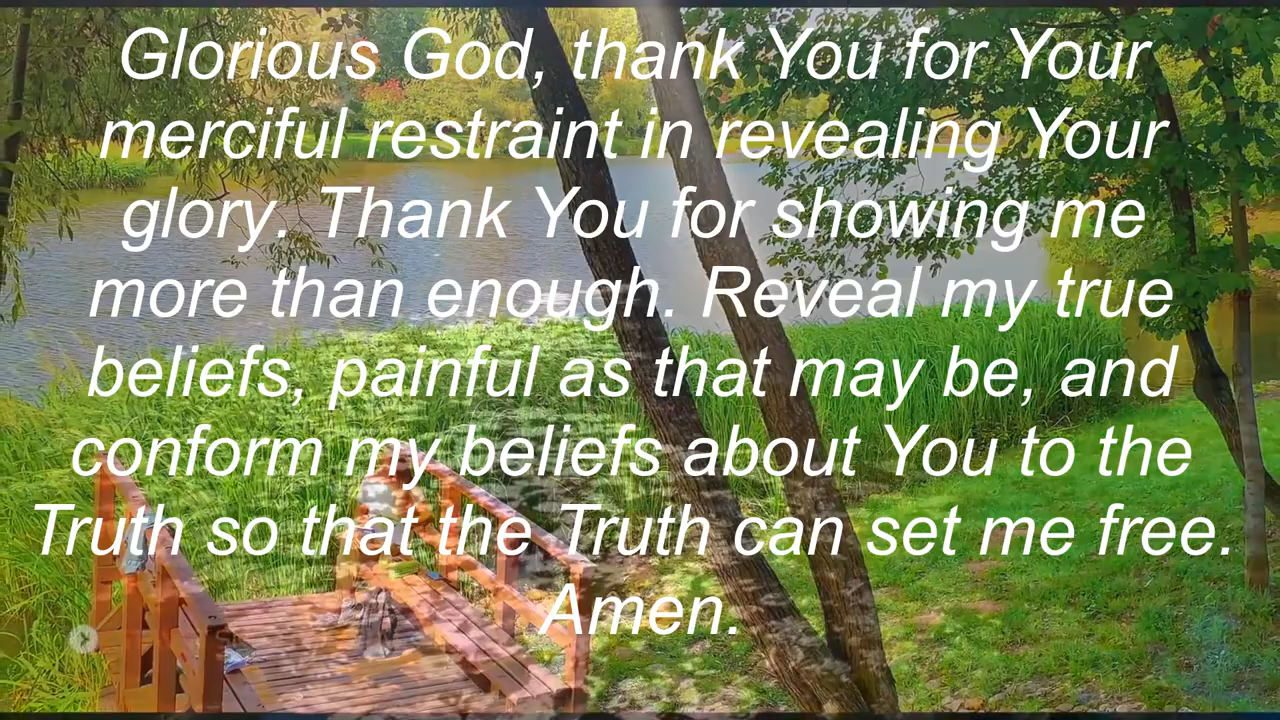 Glorious God, thank You for Your
merciful restraint in revealing Your
glory. Thank You for showing me
more than enough. Reveal my true
beliefs, painful as that may be, and
conform my beliefs about You to the
Truth so that the Truth can set me free.
Amen.